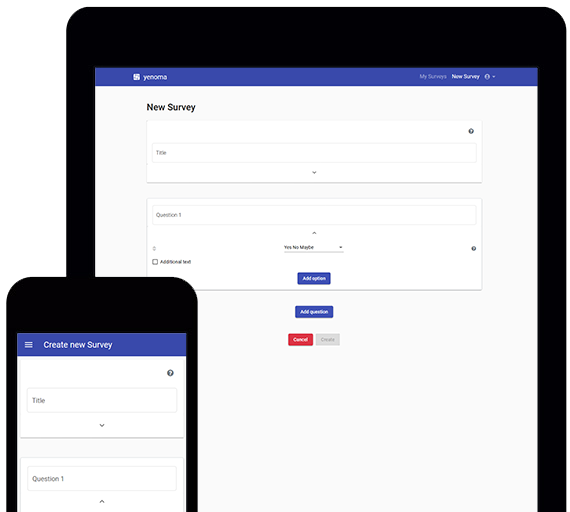 yenoma
My Surveys New Survey
New Survey
Title
Question 1
Yes No Maybe
Additional text
Add option
Add question
Cancel Create
Create new Survey
Title
Question 1